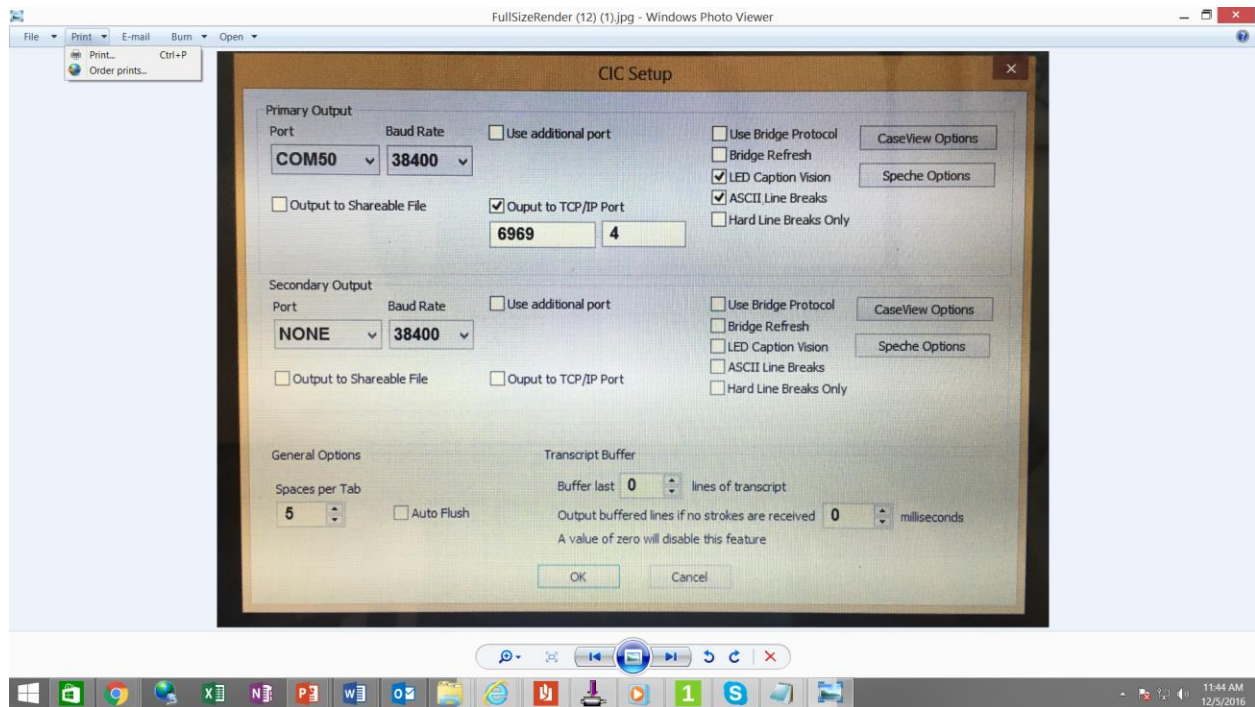 FullSizeRender (12) (1).jpg - Windows Photo Viewer
File Print E-mail Burn Open
Print... Ctrl+P
Order prints...
CIC Setup
Primary Output
Port Baud Rate Use additional port Use Bridge Protocol CaseView Options
COM50 38400 Bridge Refresh
LED Caption Vision Speche Options
Output to Shareable File Ouput to TCP/IP Port ASCII Line Breaks
6969 4 Hard Line Breaks Only
Secondary Output
Port Baud Rate Use additional port Use Bridge Protocol CaseView Options
NONE 38400 Bridge Refresh
LED Caption Vision Speche Options
Output to Shareable File Ouput to TCP/IP Port ASCII Line Breaks
Hard Line Breaks Only
General Options Transcript Buffer
Spaces per Tab Buffer last 0 lines of transcript
5 Auto Flush Output buffered lines if no strokes are received 0 milliseconds
A value of zero will disable this feature
OK Cancel
11:44 AM
12/5/2016